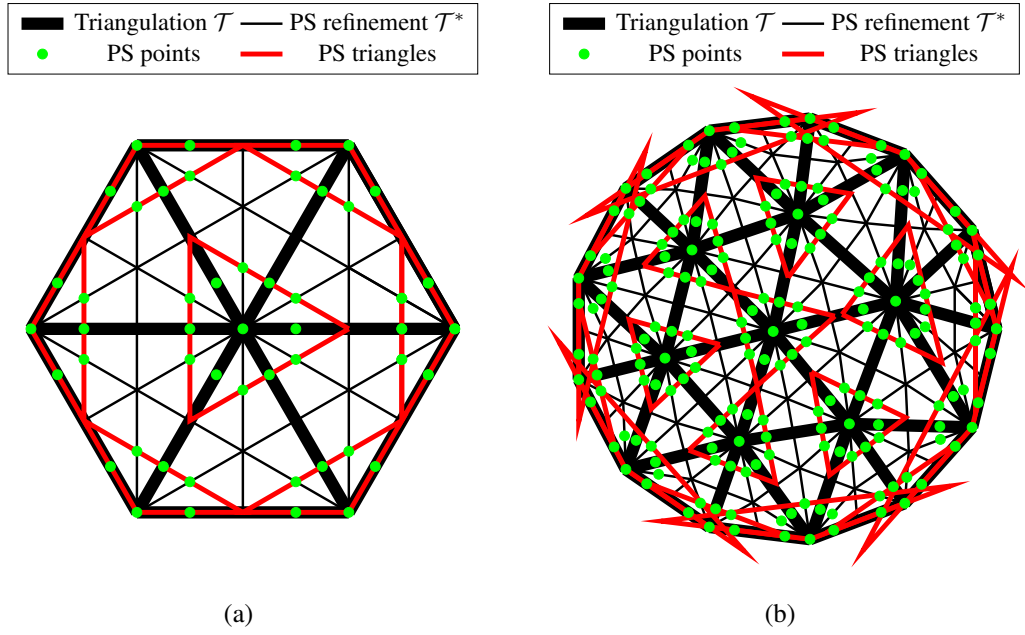 Triangulation 𝒯 PS refinement 𝒯*
PS points PS triangles
Triangulation 𝒯 PS refinement 𝒯*
PS points PS triangles
(a)
(b)